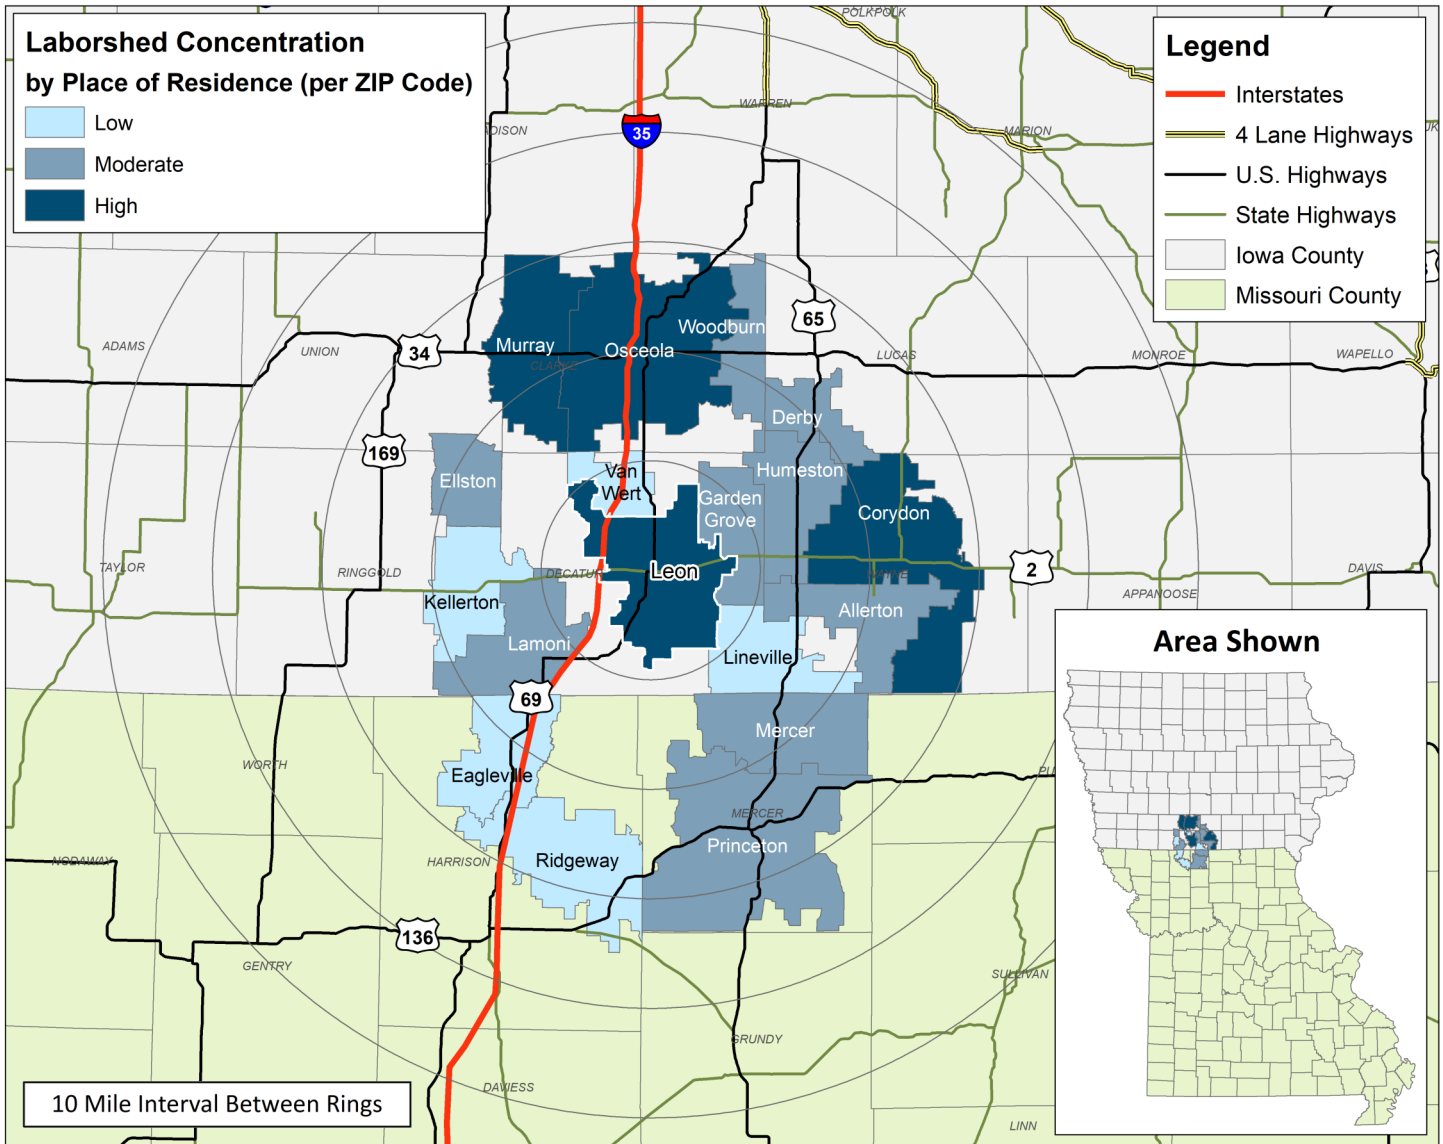 Laborshed Concentration
by Place of Residence (per ZIP Code)
Low
Moderate
High
Legend
Interstates
4 Lane Highways
U.S. Highways
State Highways
Iowa County
Missouri County
POLKPOLK
WARREN
ADISON
MARION
35
65
34
ADAMS
UNION
CLARKE
LUCAS
MONROE
WAPELLO
Murray
Osceola
Woodburn
Derby
169
Ellston
Van
Wert
Garden
Grove
Humeston
Corydon
TAYLOR
RINGGOLD
DECATUR
Leon
2
DAVIS
APPANOOSE
Kellerton
Lamoni
Lineville
Allerton
69
Mercer
Eagleville
WORTH
MERCER
PU
NODAWAY
HARRISON
Ridgeway
Princeton
136
GENTRY
SULLIVAN
GRUNDY
DAVIESS
LINN
10 Mile Interval Between Rings
Area Shown